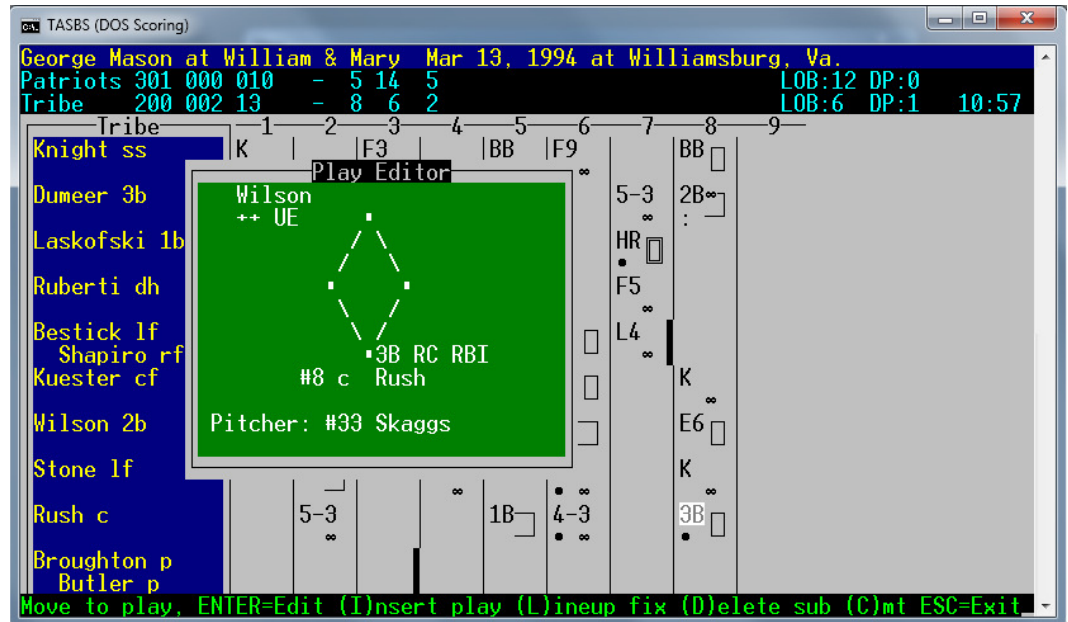 TASBS (DOS Scoring)
George Mason at William & Mary Mar 13, 1994 at Williamsburg, Va.
Patriots 301 000 010 - 5 14 5 LOB:12 DP:0
Tribe 200 002 13 - 8 6 2 LOB:6 DP:1 10:57
Tribe 1 2 3 4 5 6 7 8 9
Knight ss K F3 BB F9 BB
Play Editor
Dumeer 3b Wilson 5-3 2B
++ UE :
Laskofski 1b HR
Ruberti dh F5
Bestick lf L4
Shapiro rf 3B RC RBI
Kuester cf #8 c Rush K
Wilson 2b Pitcher: #33 Skaggs E6
Stone lf K
Rush c 5-3 1B 4-3 3B
Broughton p
Butler p
Move to play, ENTER=Edit (I)nsert play (L)ineup fix (D)elete sub (C)mt ESC=Exit_